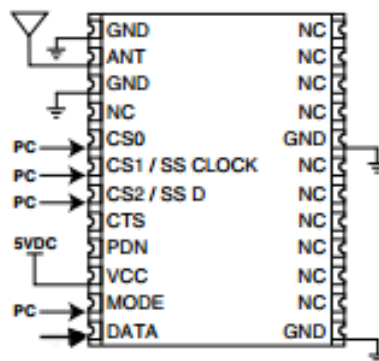 GND NC
ANT NC
GND NC
NC NC
PC CS0 GND
PC CS1 / SS CLOCK NC
PC CS2 / SS D NC
CTS NC
5VDC PDN NC
VCC NC
PC MODE NC
DATA GND